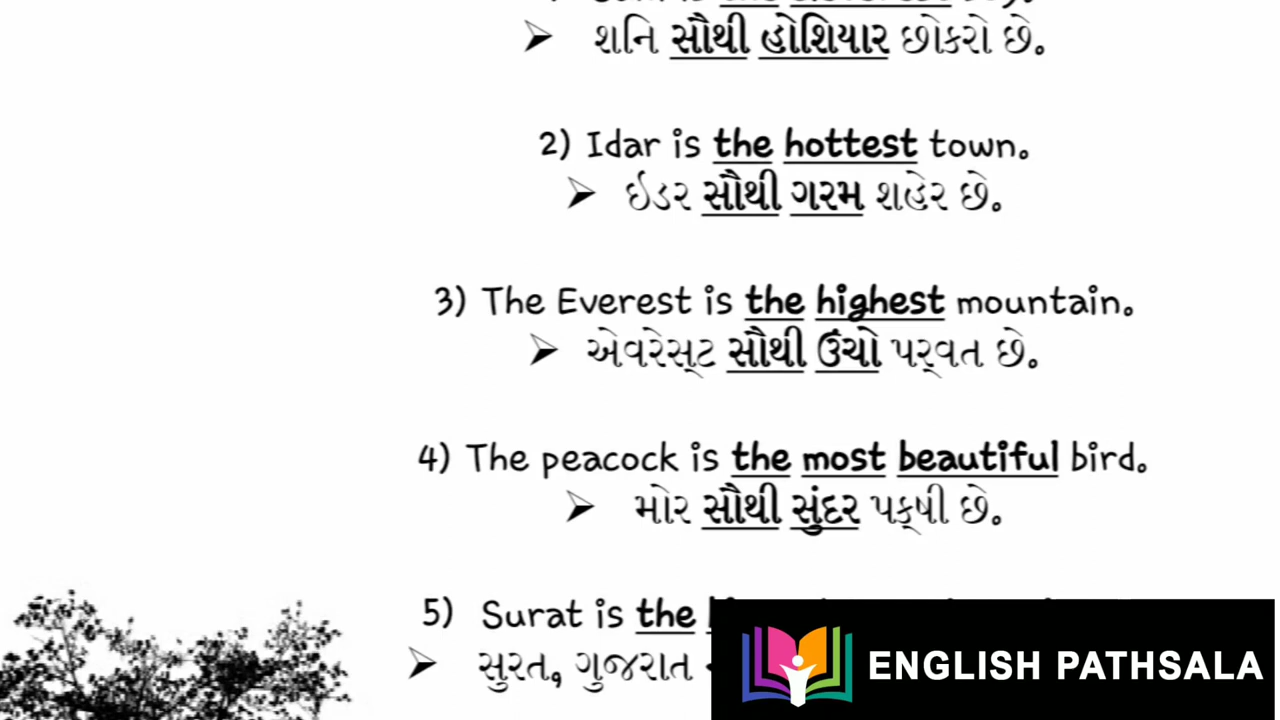 શનિ સૌથી હોશિયાર છોકરો છે.
2) Idar is the hottest town.
ઇડર સૌથી ગરમ શહેર છે.
3) The Everest is the highest mountain.
એવરેસ્ટ સૌથી ઉંચો પર્વત છે.
4) The peacock is the most beautiful bird.
મોર સૌથી સુંદર પક્ષી છે.
5) Surat is the
સુરત, ગુજરાત
ENGLISH PATHSALA